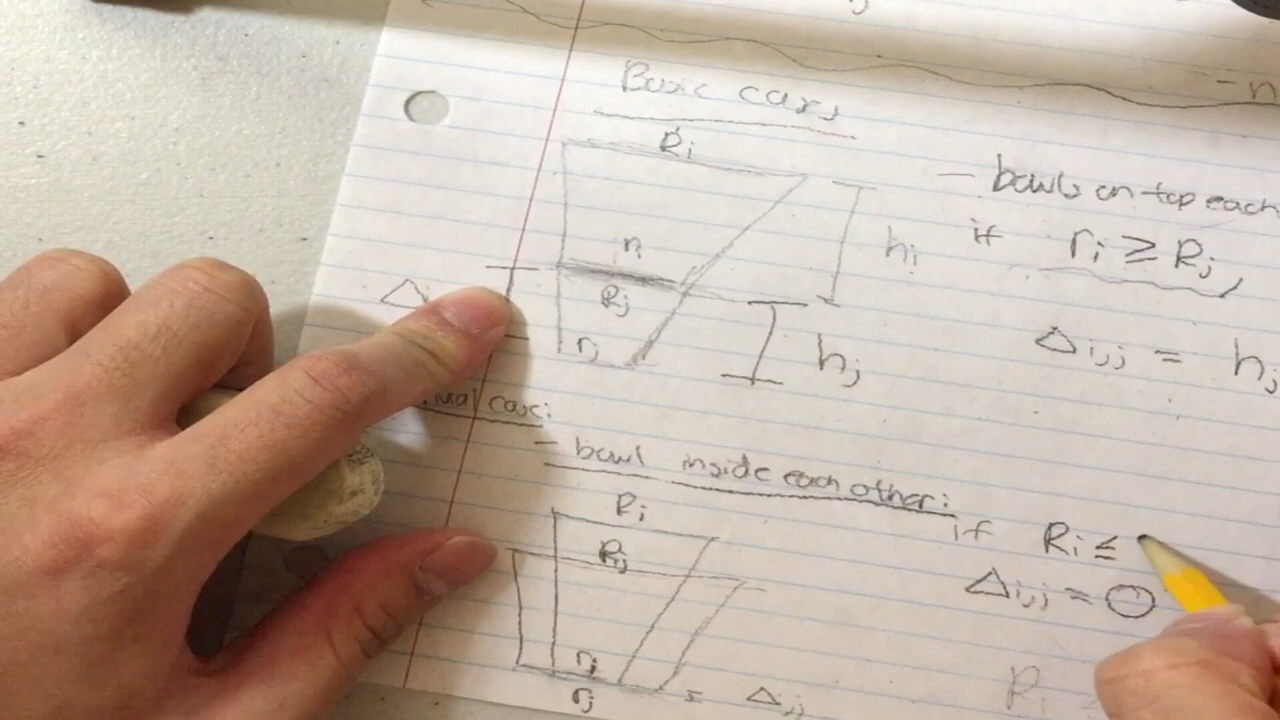 - n
Basic cases
Ri
- bowls on top each
if ri ≥ Rj,
ri
hi
Rj
Δi,j = hj
rj
hj
case:
- bowl inside each other:
Ri
if Ri ≤
Rj
Δi,j = 0
ri
rj
Δi,j